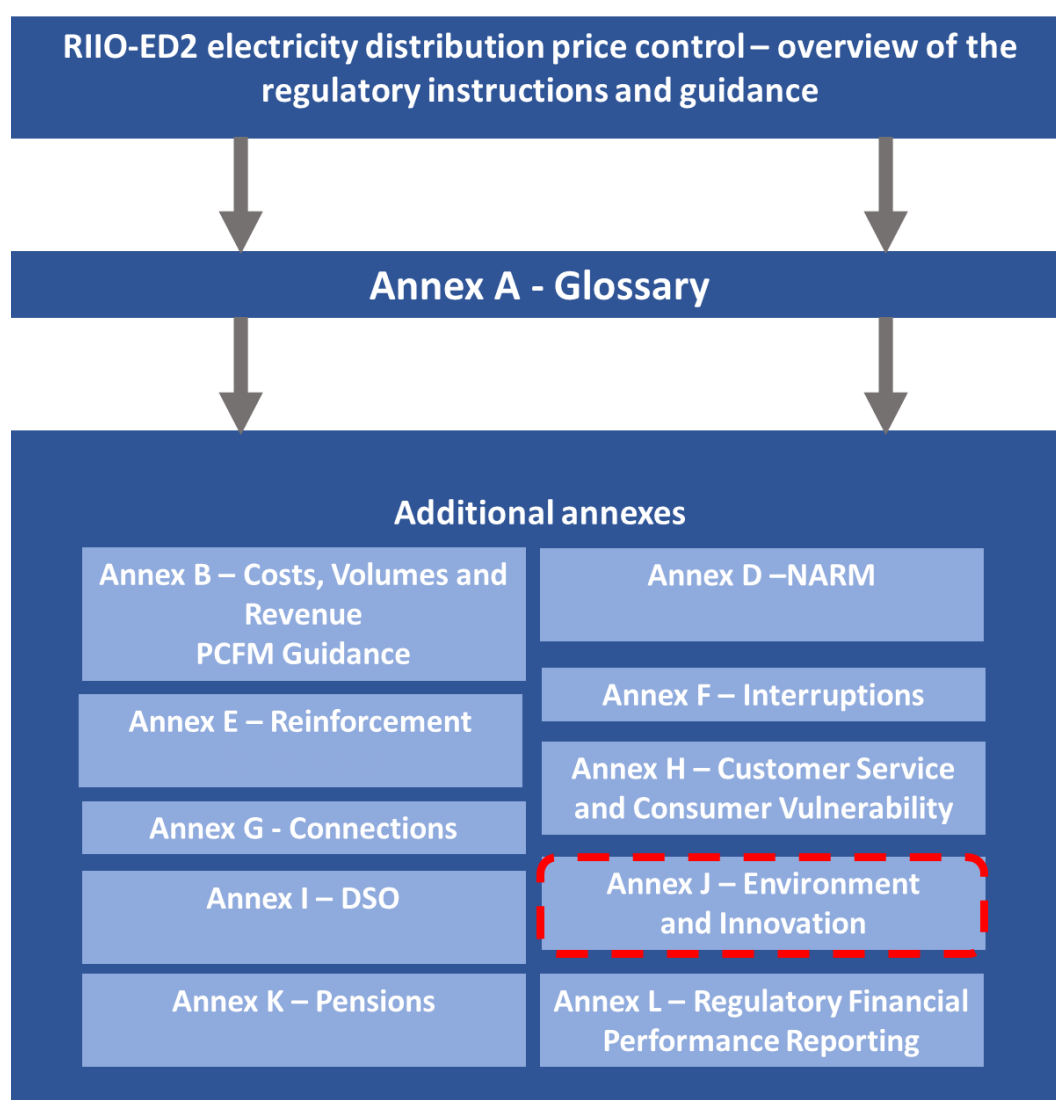 RIIO-ED2 electricity distribution price control – overview of the
regulatory instructions and guidance
Annex A - Glossary
Additional annexes
Annex B – Costs, Volumes and
Revenue
PCFM Guidance
Annex D –NARM
Annex E – Reinforcement
Annex F – Interruptions
Annex G - Connections
Annex H – Customer Service
and Consumer Vulnerability
Annex I – DSO
Annex J – Environment
and Innovation
Annex K – Pensions
Annex L – Regulatory Financial
Performance Reporting